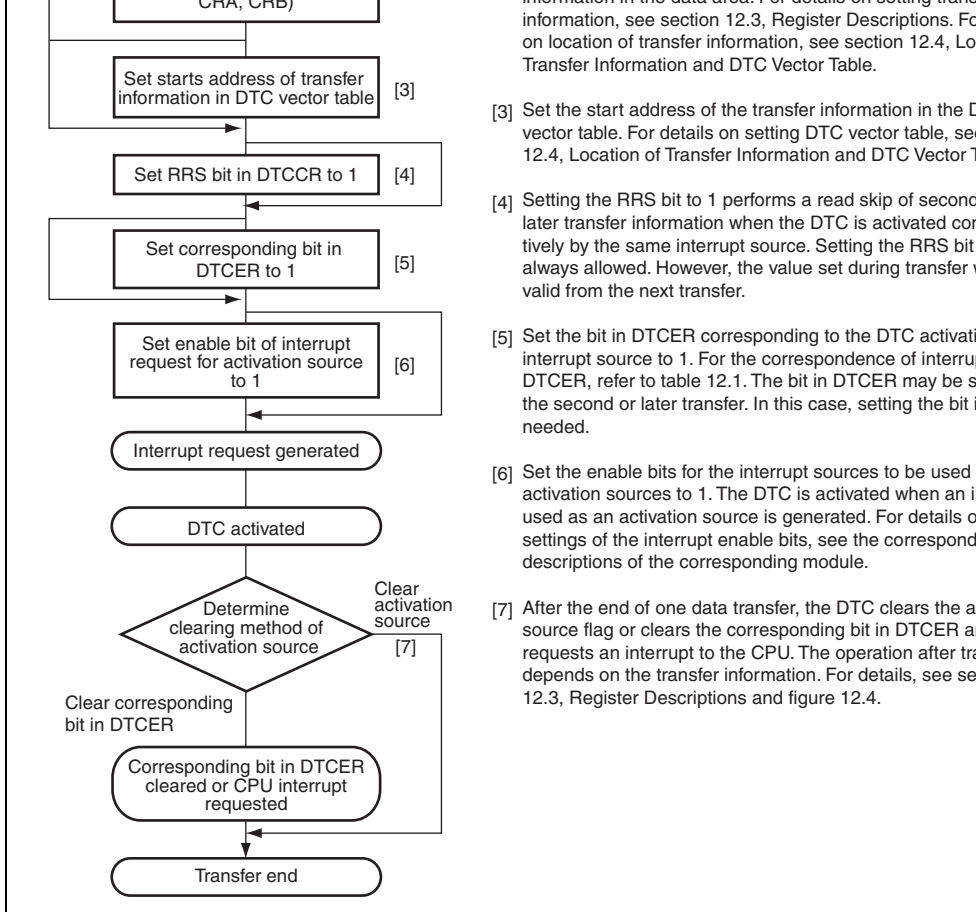 CRA, CRB)
Set starts address of transfer
information in DTC vector table
[3]
Set RRS bit in DTCCR to 1
[4]
Set corresponding bit in
DTCER to 1
[5]
Set enable bit of interrupt
request for activation source
to 1
[6]
Interrupt request generated
DTC activated
Determine
clearing method of
activation source
Clear
activation
source
[7]
Clear corresponding
bit in DTCER
Corresponding bit in DTCER
cleared or CPU interrupt
requested
Transfer end
information in the data area. For details on setting
information, see section 12.3, Register Descriptions.
on location of transfer information, see section 12.4,
Transfer Information and DTC Vector Table.
[3] Set the start address of the transfer information in the
vector table. For details on setting DTC vector table,
12.4, Location of Transfer Information and DTC Vector
[4] Setting the RRS bit to 1 performs a read skip of second
later transfer information when the DTC is activated
tively by the same interrupt source. Setting the RRS bit
always allowed. However, the value set during transfer
valid from the next transfer.
[5] Set the bit in DTCER corresponding to the DTC
interrupt source to 1. For the correspondence of
DTCER, refer to table 12.1. The bit in DTCER may be
the second or later transfer. In this case, setting the bit
needed.
[6] Set the enable bits for the interrupt sources to be used
activation sources to 1. The DTC is activated when an
used as an activation source is generated. For details
settings of the interrupt enable bits, see the
descriptions of the corresponding module.
[7] After the end of one data transfer, the DTC clears the
source flag or clears the corresponding bit in DTCER
requests an interrupt to the CPU. The operation after
depends on the transfer information. For details, see
12.3, Register Descriptions and figure 12.4.